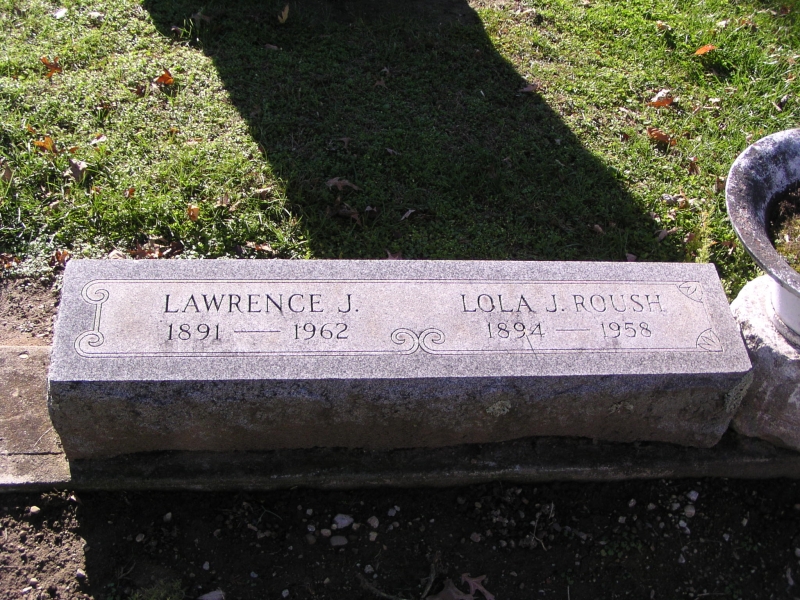 LAWRENCE J.
1891 — 1962
LOLA J. ROUSH
1894 — 1958